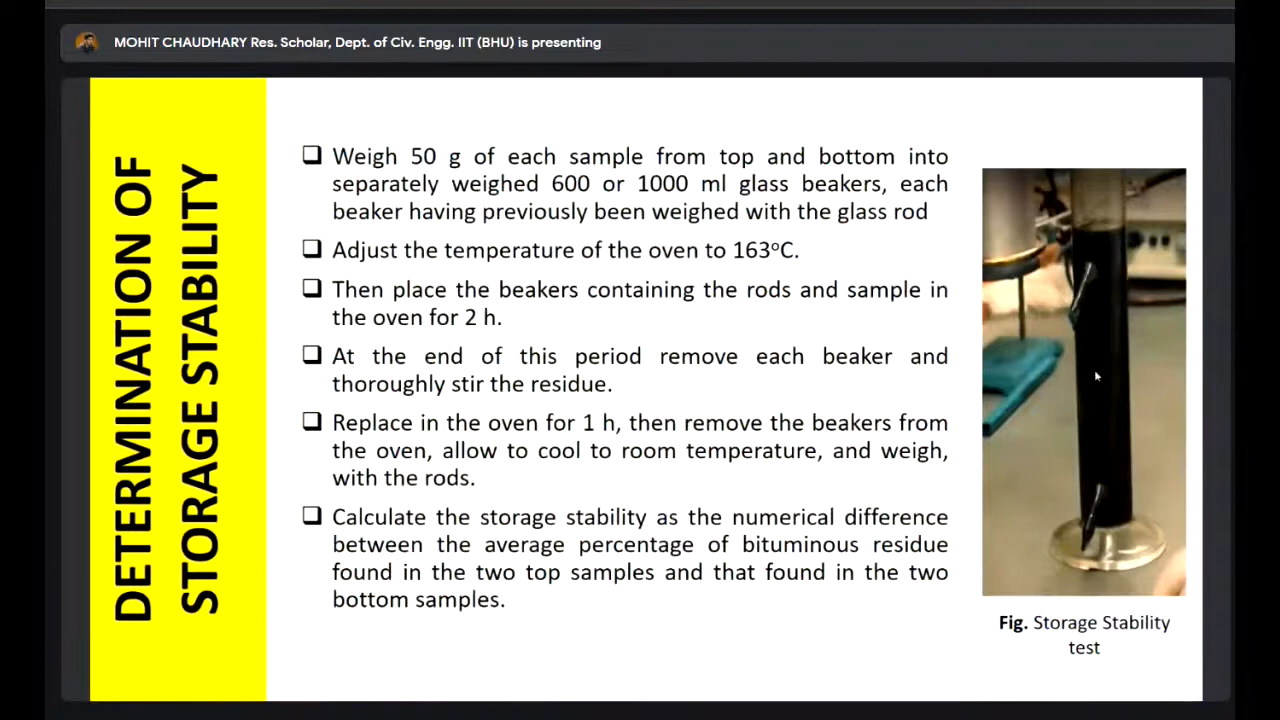 MOHIT CHAUDHARY Res. Scholar, Dept. of Civ. Engg. IIT (BHU) is presenting
DETERMINATION OF
STORAGE STABILITY
❑ Weigh 50 g of each sample from top and bottom into
separately weighed 600 or 1000 ml glass beakers, each
beaker having previously been weighed with the glass rod
❑ Adjust the temperature of the oven to 163°C.
❑ Then place the beakers containing the rods and sample in
the oven for 2 h.
❑ At the end of this period remove each beaker and
thoroughly stir the residue.
❑ Replace in the oven for 1 h, then remove the beakers from
the oven, allow to cool to room temperature, and weigh,
with the rods.
❑ Calculate the storage stability as the numerical difference
between the average percentage of bituminous residue
found in the two top samples and that found in the two
bottom samples.
Fig. Storage Stability
test